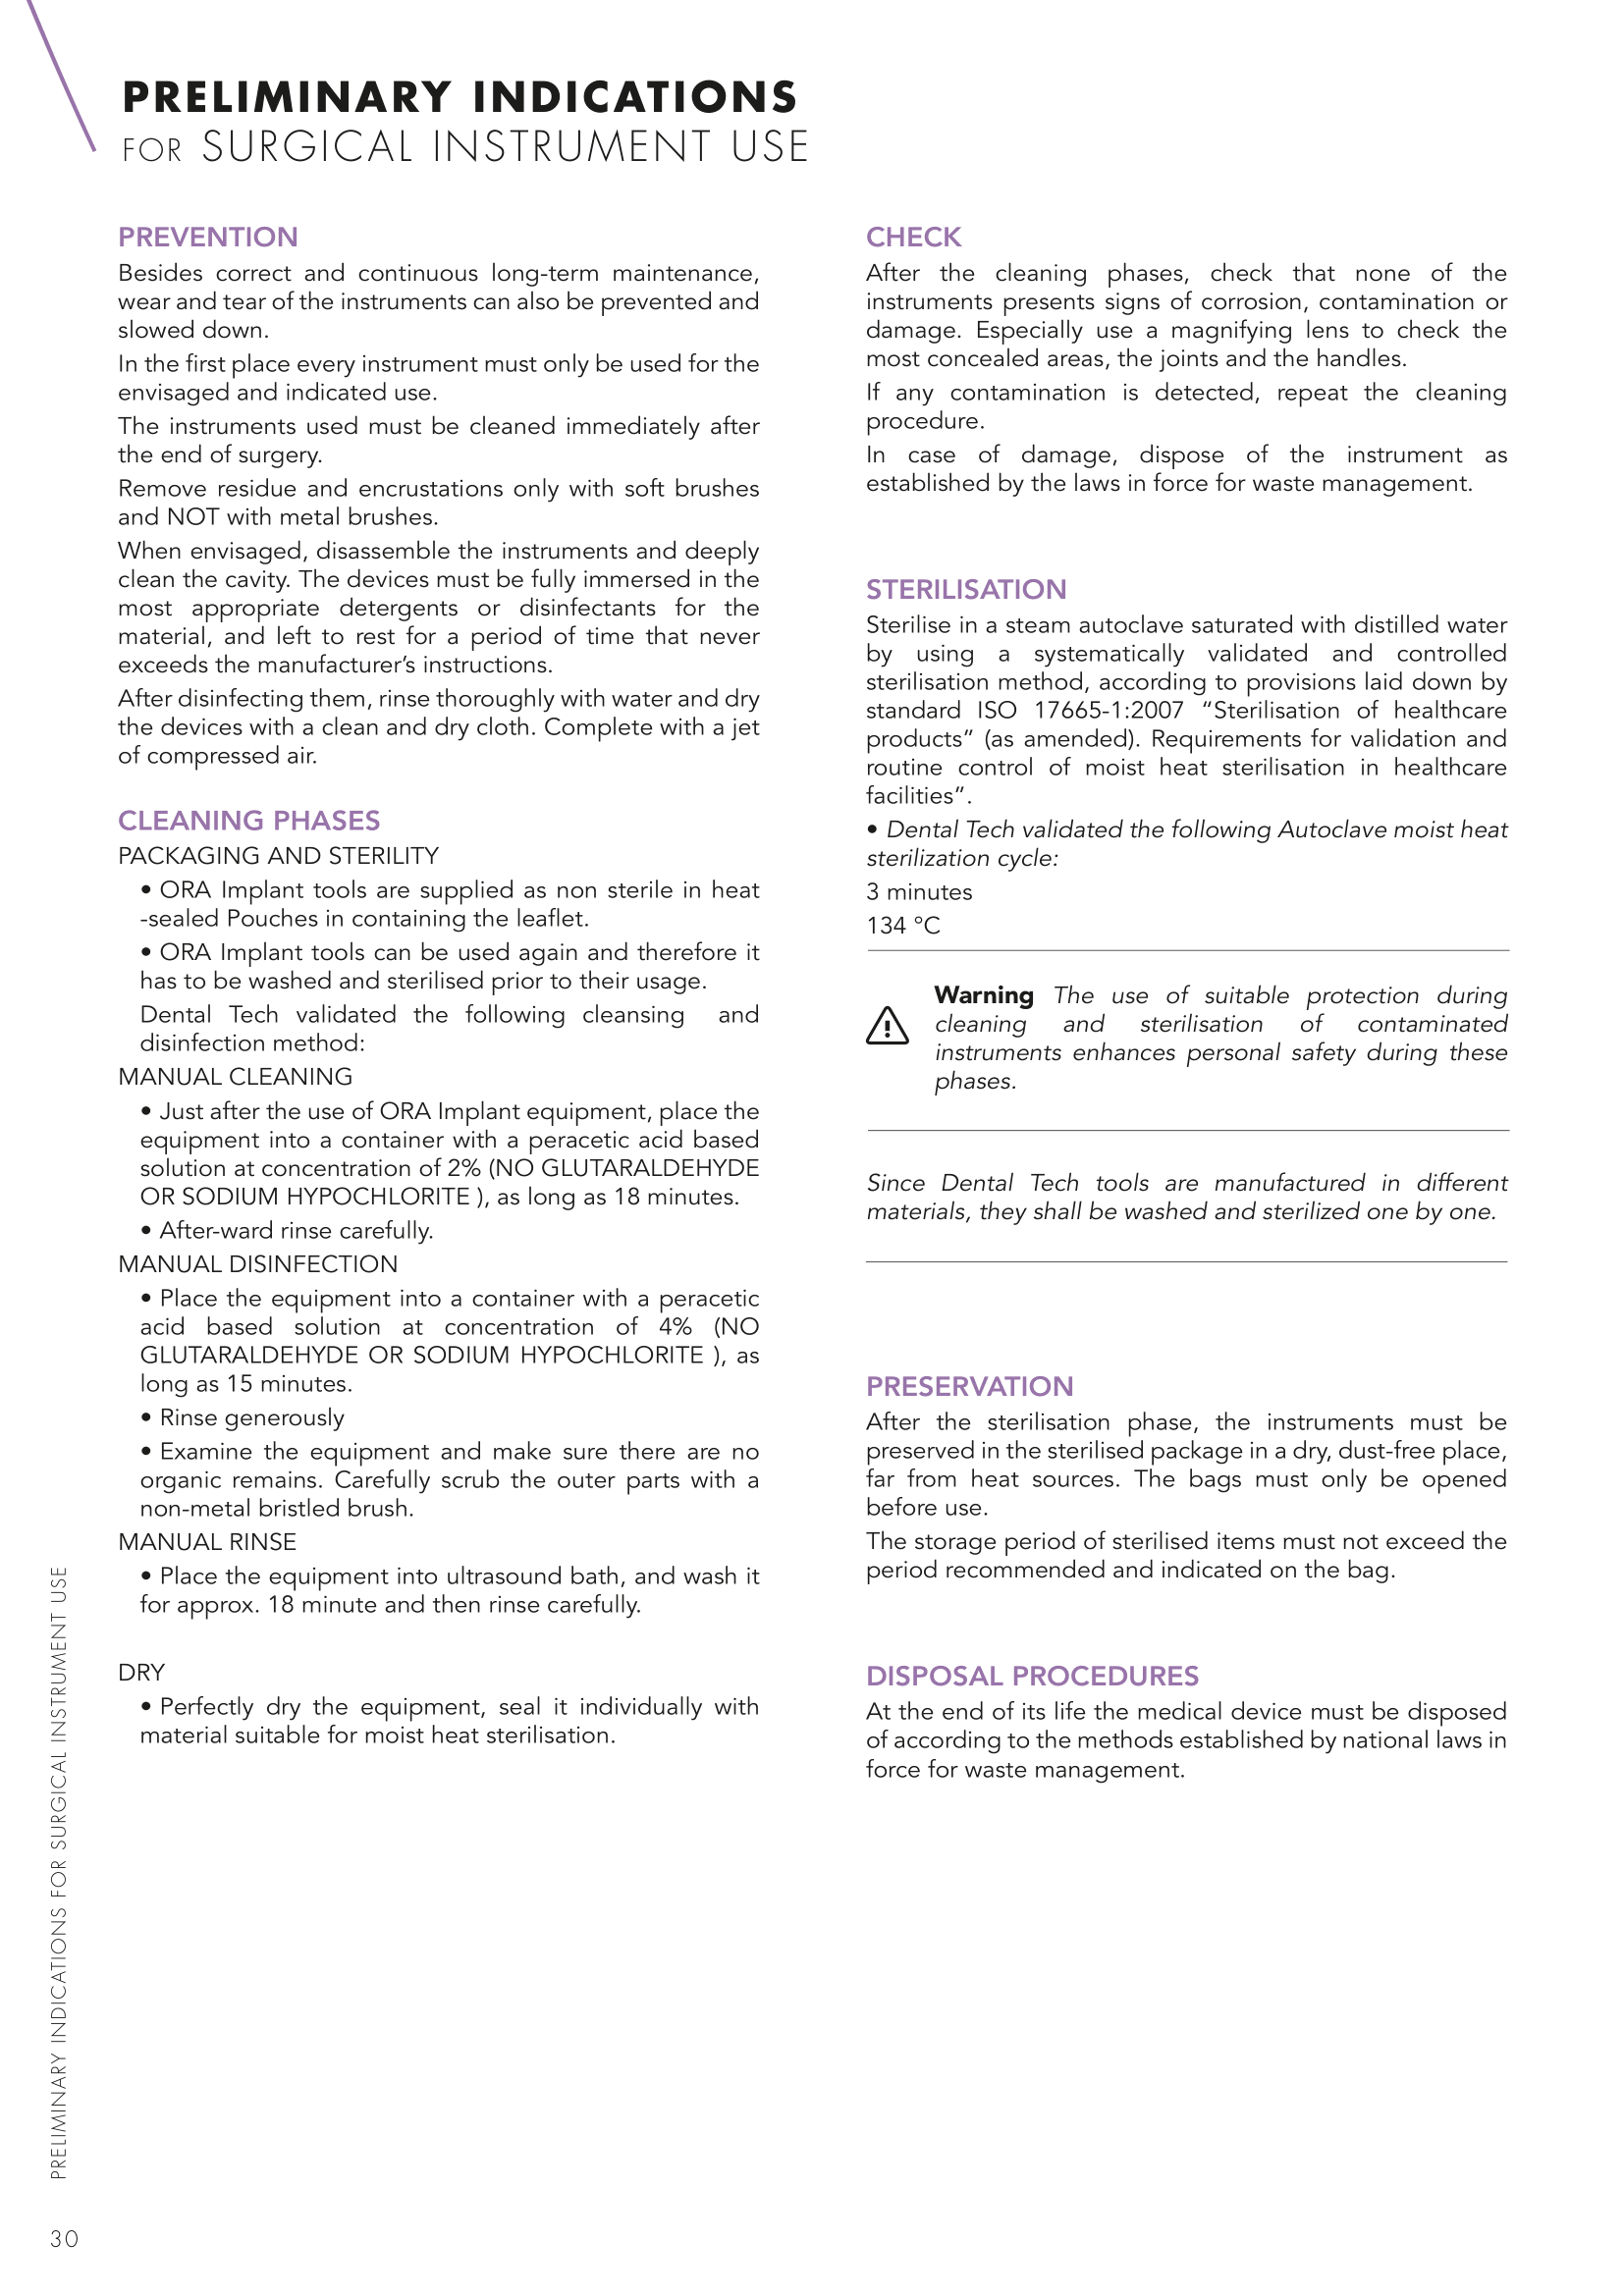 PRELIMINARY INDICATIONS
FOR SURGICAL INSTRUMENT USE
PREVENTION
Besides correct and continuous long-term maintenance,
wear and tear of the instruments can also be prevented and
slowed down.
In the first place every instrument must only be used for the
envisaged and indicated use.
The instruments used must be cleaned immediately after
the end of surgery.
Remove residue and encrustations only with soft brushes
and NOT with metal brushes.
When envisaged, disassemble the instruments and deeply
clean the cavity. The devices must be fully immersed in the
most appropriate detergents or disinfectants for the
material, and left to rest for a period of time that never
exceeds the manufacturer’s instructions.
After disinfecting them, rinse thoroughly with water and dry
the devices with a clean and dry cloth. Complete with a jet
of compressed air.
CLEANING PHASES
PACKAGING AND STERILITY
• ORA Implant tools are supplied as non sterile in heat
-sealed Pouches in containing the leaflet.
• ORA Implant tools can be used again and therefore it
has to be washed and sterilised prior to their usage.
Dental Tech validated the following cleansing and
disinfection method:
MANUAL CLEANING
• Just after the use of ORA Implant equipment, place the
equipment into a container with a peracetic acid based
solution at concentration of 2% (NO GLUTARALDEHYDE
OR SODIUM HYPOCHLORITE ), as long as 18 minutes.
• After-ward rinse carefully.
MANUAL DISINFECTION
• Place the equipment into a container with a peracetic
acid based solution at concentration of 4% (NO
GLUTARALDEHYDE OR SODIUM HYPOCHLORITE ), as
long as 15 minutes.
• Rinse generously
• Examine the equipment and make sure there are no
organic remains. Carefully scrub the outer parts with a
non-metal bristled brush.
MANUAL RINSE
• Place the equipment into ultrasound bath, and wash it
for approx. 18 minute and then rinse carefully.
DRY
• Perfectly dry the equipment, seal it individually with
material suitable for moist heat sterilisation.
CHECK
After the cleaning phases, check that none of the
instruments presents signs of corrosion, contamination or
damage. Especially use a magnifying lens to check the
most concealed areas, the joints and the handles.
If any contamination is detected, repeat the cleaning
procedure.
In case of damage, dispose of the instrument as
established by the laws in force for waste management.
STERILISATION
Sterilise in a steam autoclave saturated with distilled water
by using a systematically validated and controlled
sterilisation method, according to provisions laid down by
standard ISO 17665-1:2007 “Sterilisation of healthcare
products” (as amended). Requirements for validation and
routine control of moist heat sterilisation in healthcare
facilities”.
• Dental Tech validated the following Autoclave moist heat
sterilization cycle:
3 minutes
134 °C
Warning The use of suitable protection during
cleaning and sterilisation of contaminated
instruments enhances personal safety during these
phases.
Since Dental Tech tools are manufactured in different
materials, they shall be washed and sterilized one by one.
PRESERVATION
After the sterilisation phase, the instruments must be
preserved in the sterilised package in a dry, dust-free place,
far from heat sources. The bags must only be opened
before use.
The storage period of sterilised items must not exceed the
period recommended and indicated on the bag.
DISPOSAL PROCEDURES
At the end of its life the medical device must be disposed
of according to the methods established by national laws in
force for waste management.
PRELIMINARY INDICATIONS FOR SURGICAL INSTRUMENT USE
30